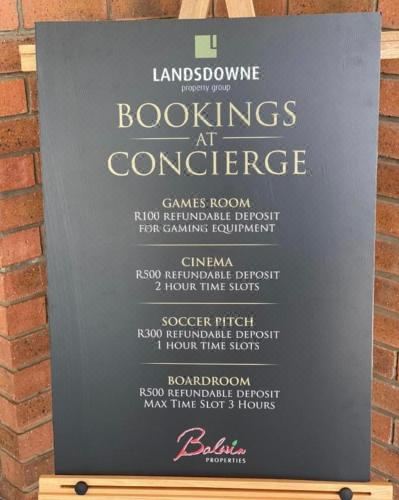 LANDSDOWNE
property group
BOOKINGS
AT
CONCIERGE
GAMES ROOM
R100 REFUNDABLE DEPOSIT
FOR GAMING EQUIPMENT
CINEMA
R500 REFUNDABLE DEPOSIT
2 HOUR TIME SLOTS
SOCCER PITCH
R300 REFUNDABLE DEPOSIT
1 HOUR TIME SLOTS
BOARDROOM
R500 REFUNDABLE DEPOSIT
MAX TIME SLOT 3 HOURS
Balwin
PROPERTIES